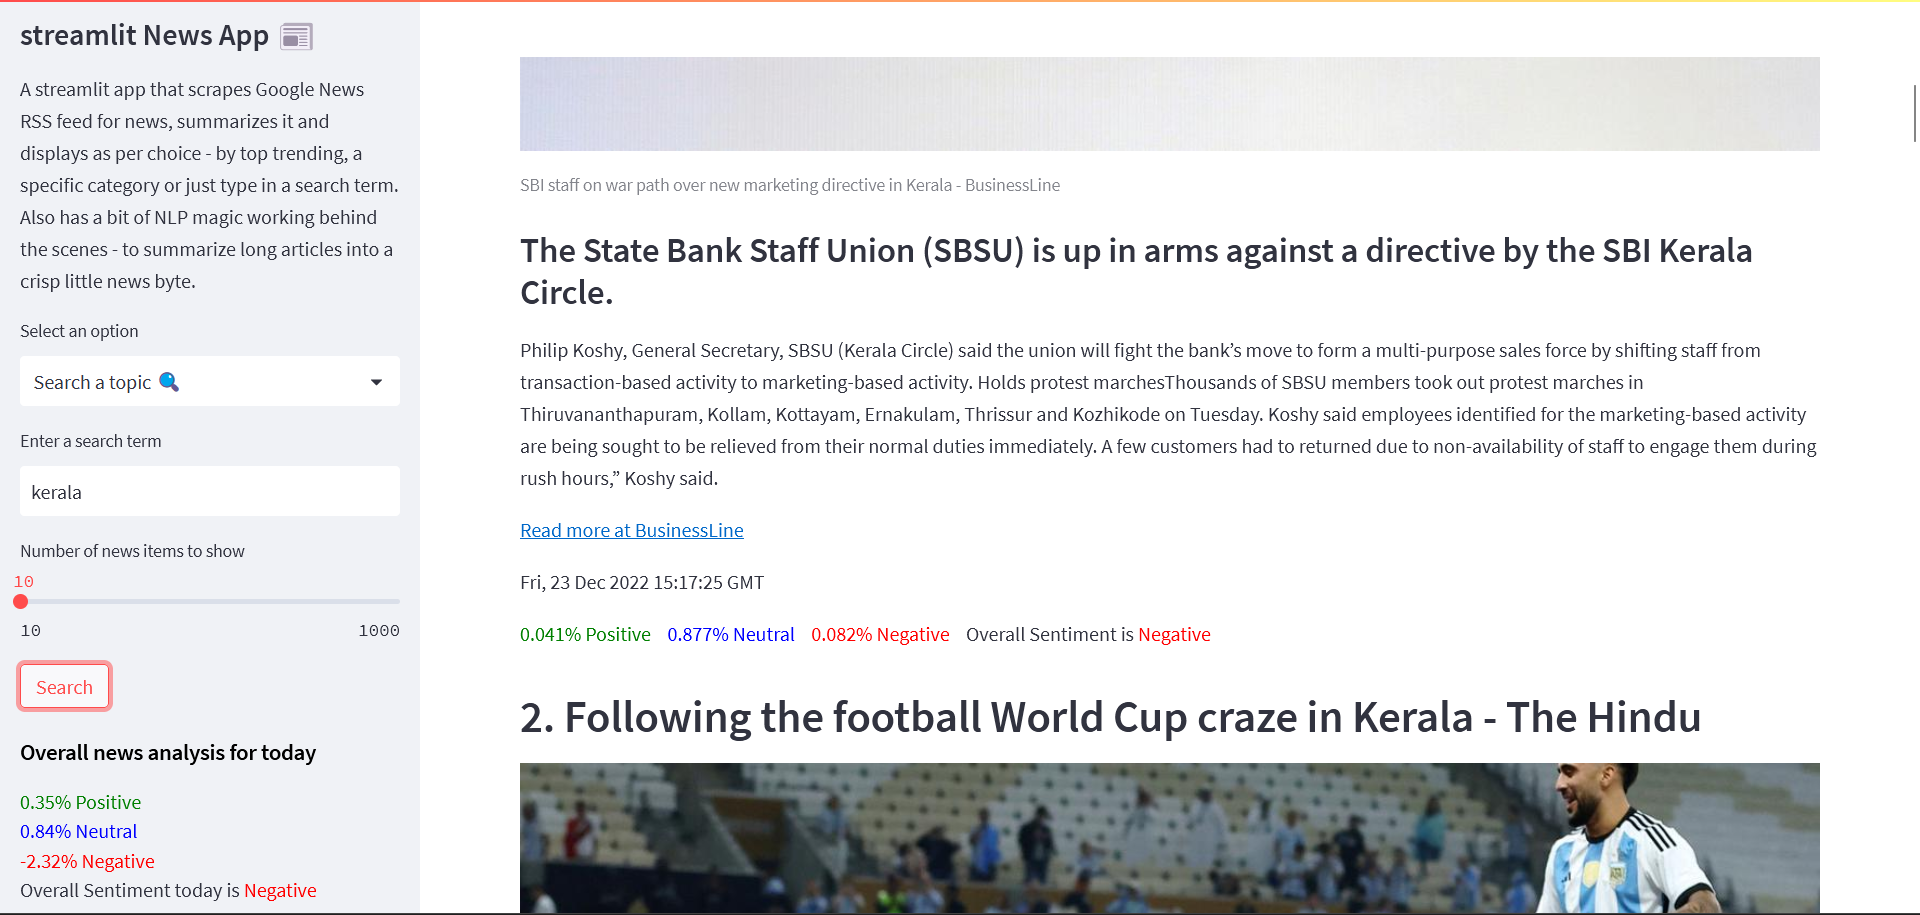 streamlit News App
A streamlit app that scrapes Google News
RSS feed for news, summarizes it and
displays as per choice - by top trending, a
specific category or just type in a search term.
Also has a bit of NLP magic working behind
the scenes - to summarize long articles into a
crisp little news byte.
Select an option
Search a topic
Enter a search term
kerala
Number of news items to show
10
10 1000
Search
Overall news analysis for today
0.35% Positive
0.84% Neutral
-2.32% Negative
Overall Sentiment today is Negative
SBI staff on war path over new marketing directive in Kerala - BusinessLine
The State Bank Staff Union (SBSU) is up in arms against a directive by the SBI Kerala
Circle.
Philip Koshy, General Secretary, SBSU (Kerala Circle) said the union will fight the bank’s move to form a multi-purpose sales force by shifting staff from
transaction-based activity to marketing-based activity. Holds protest marchesThousands of SBSU members took out protest marches in
Thiruvananthapuram, Kollam, Kottayam, Ernakulam, Thrissur and Kozhikode on Tuesday. Koshy said employees identified for the marketing-based activity
are being sought to be relieved from their normal duties immediately. A few customers had to returned due to non-availability of staff to engage them during
rush hours,” Koshy said.
Read more at BusinessLine
Fri, 23 Dec 2022 15:17:25 GMT
0.041% Positive 0.877% Neutral 0.082% Negative Overall Sentiment is Negative
2. Following the football World Cup craze in Kerala - The Hindu